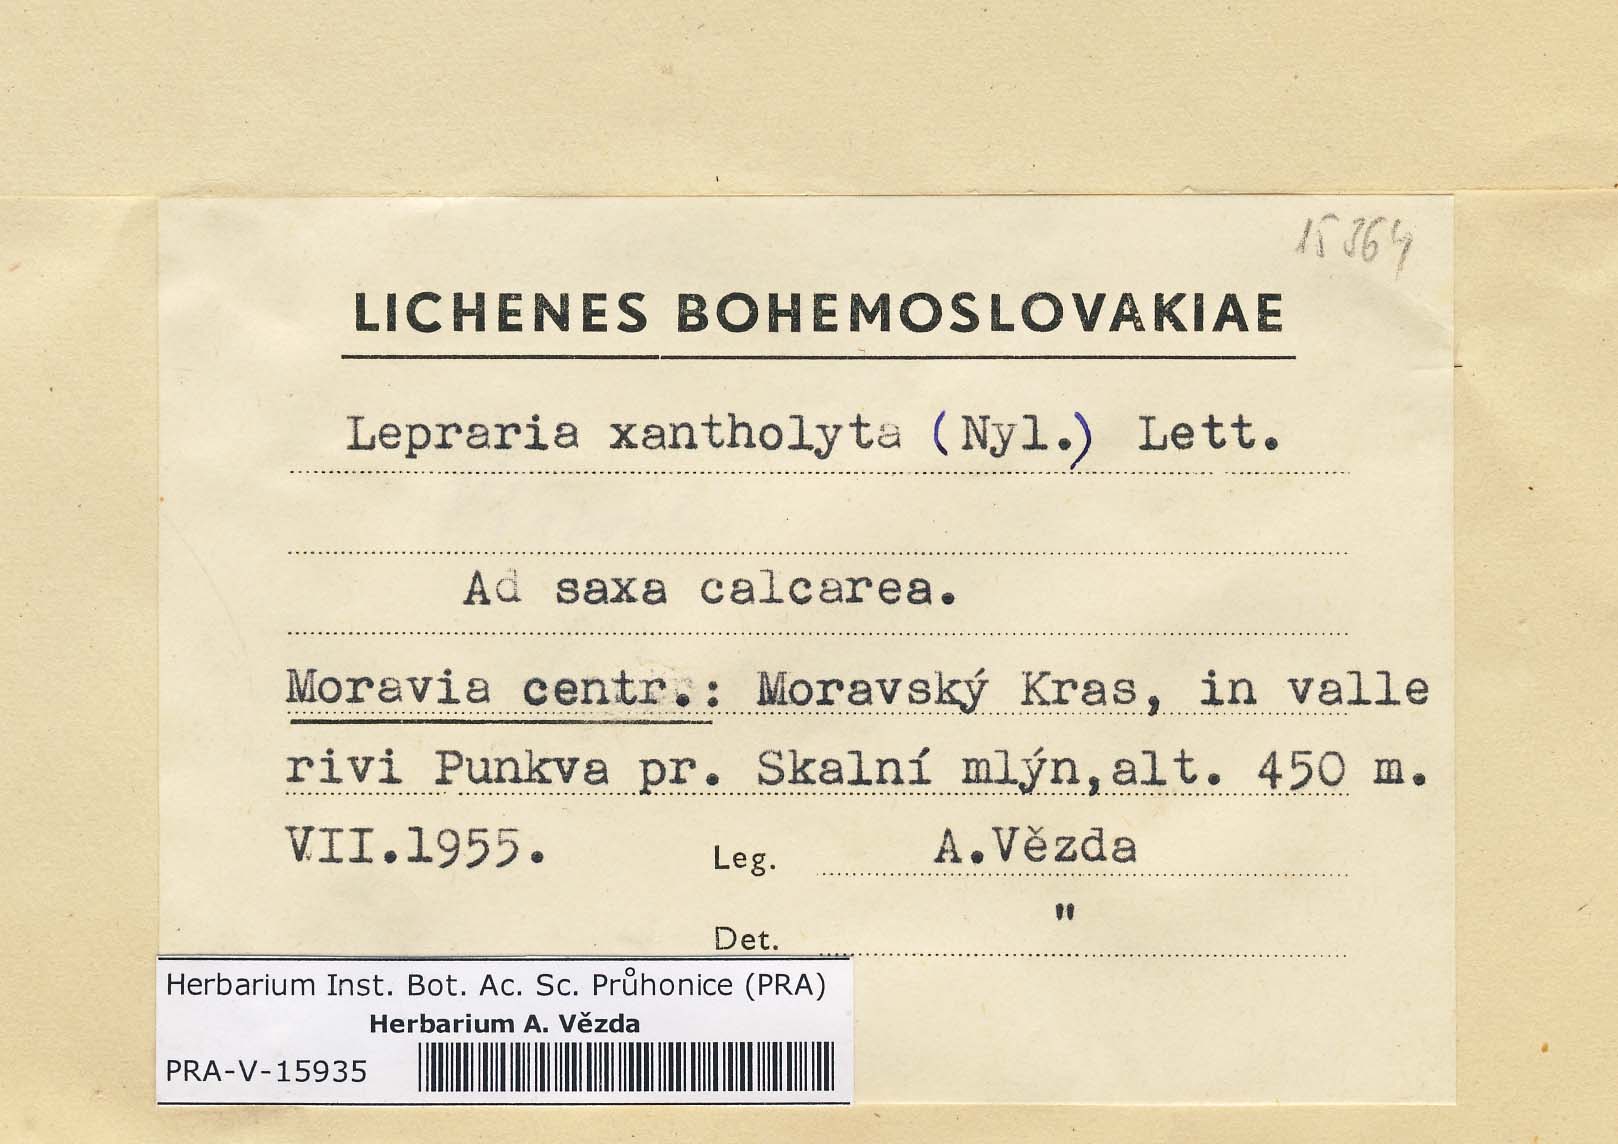 15364
LICHENES BOHEMOSLOVAKIAE
Lepraria xantholyta (Nyl.) Lett.
Ad saxa calcarea.
Moravia centr.: Moravský Kras, in valle
rivi Punkva pr. Skalní mlýn, alt. 450 m.
VII.1955. Leg. A.Vězda
Det. "
Herbarium Inst. Bot. Ac. Sc. Průhonice (PRA)
Herbarium A. Vězda
PRA-V-15935